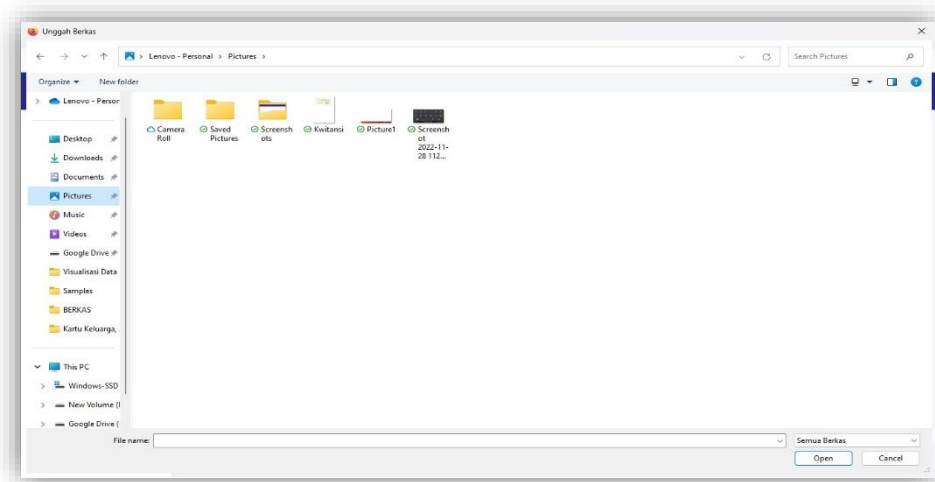 Unggah Berkas
Lenovo - Personal > Pictures >
Search Pictures
Organize
New folder
Lenovo - Person
Desktop
Downloads
Documents
Pictures
Music
Videos
Google Drive
Visualisasi Data
Samples
BERKAS
Kartu Keluarga,
This PC
Windows-SSD
New Volume (
Google Drive (
Camera
Roll
Saved
Pictures
Screensh
ots
Kwitansi
Picture1
Screensh
ot
2022-11-
28 112...
File name:
Semua Berkas
Open
Cancel